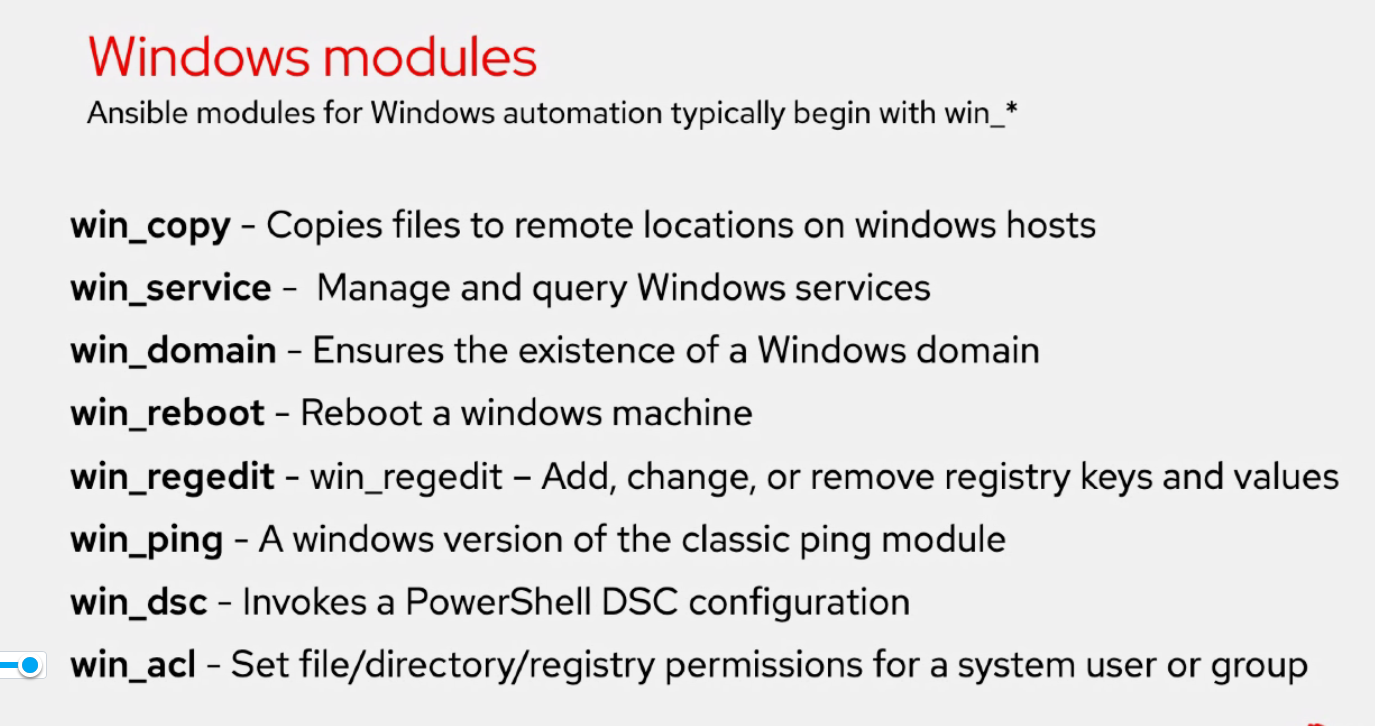 Windows modules
Ansible modules for Windows automation typically begin with win_*
win_copy - Copies files to remote locations on windows hosts
win_service -  Manage and query Windows services
win_domain - Ensures the existence of a Windows domain
win_reboot - Reboot a windows machine
win_regedit - win_regedit – Add, change, or remove registry keys and values
win_ping - A windows version of the classic ping module
win_dsc - Invokes a PowerShell DSC configuration
win_acl - Set file/directory/registry permissions for a system user or group